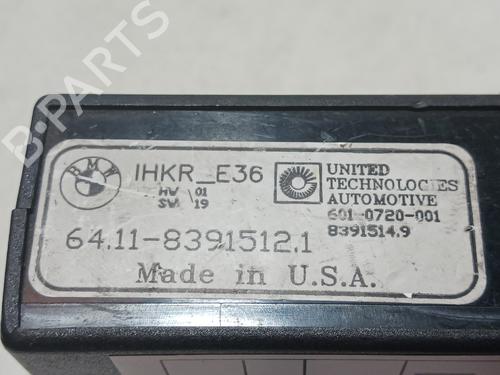 B-PARTS
BMW
IHKR_E36
HW \ 01
SW \ 19
UNITED
TECHNOLOGIES
AUTOMOTIVE
601-0720-001
8391514.9
64.11-8391512.1
Made in U.S.A.